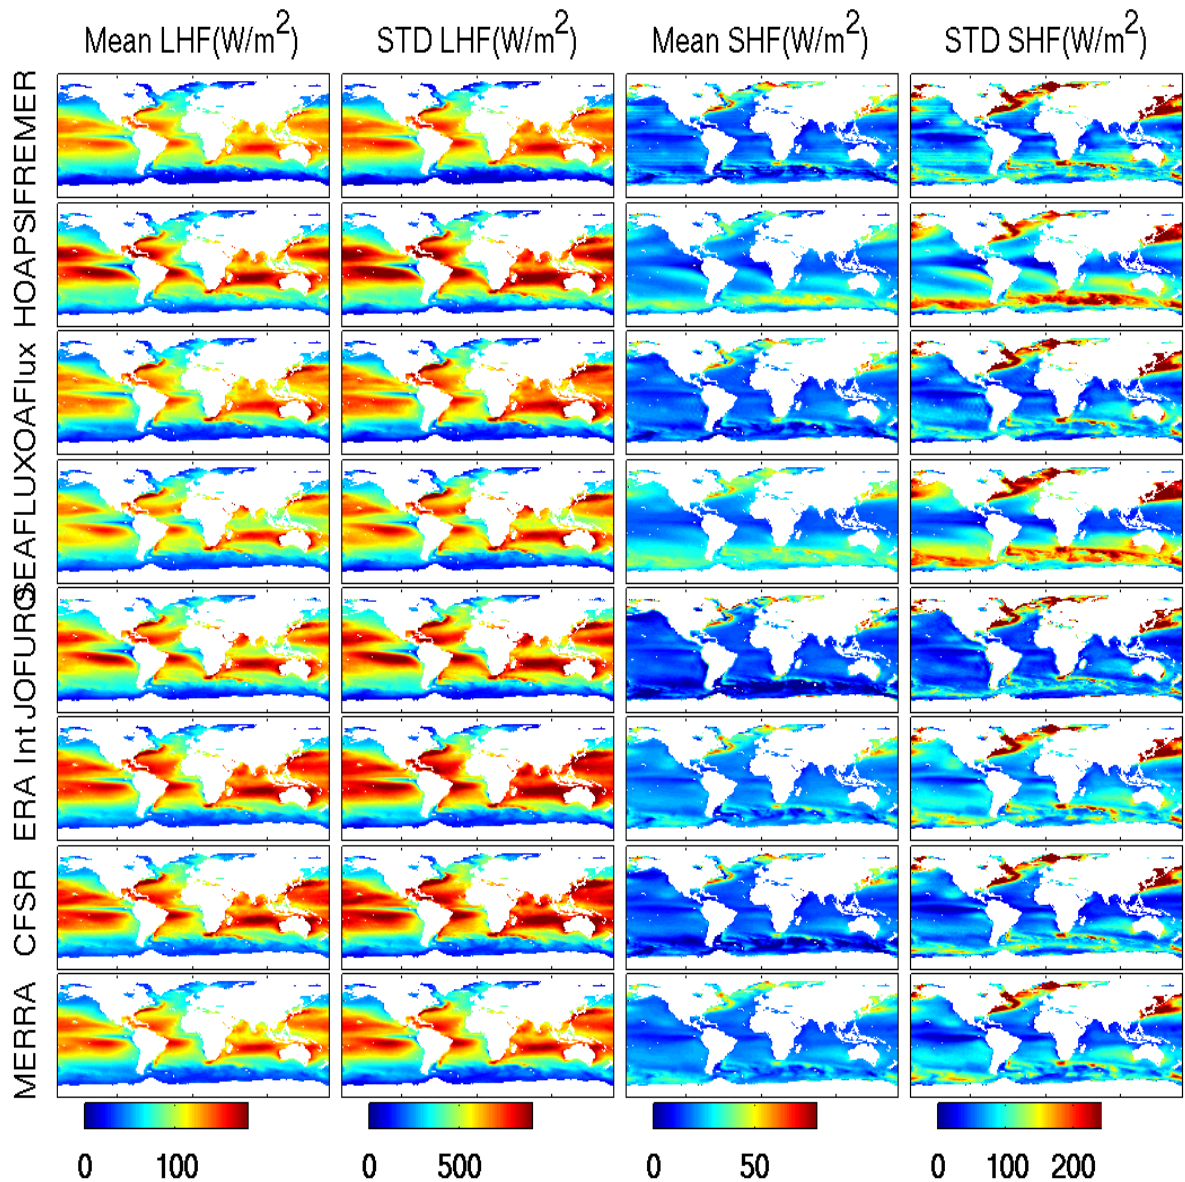 Mean LHF(W/m²) STD LHF(W/m²) Mean SHF(W/m²) STD SHF(W/m²)
IFREMER
HOAPS
OAFlux
SEAFLUX
JOFURO
ERA Int
CFSR
MERRA
0 100 0 500 0 50 0 100 200